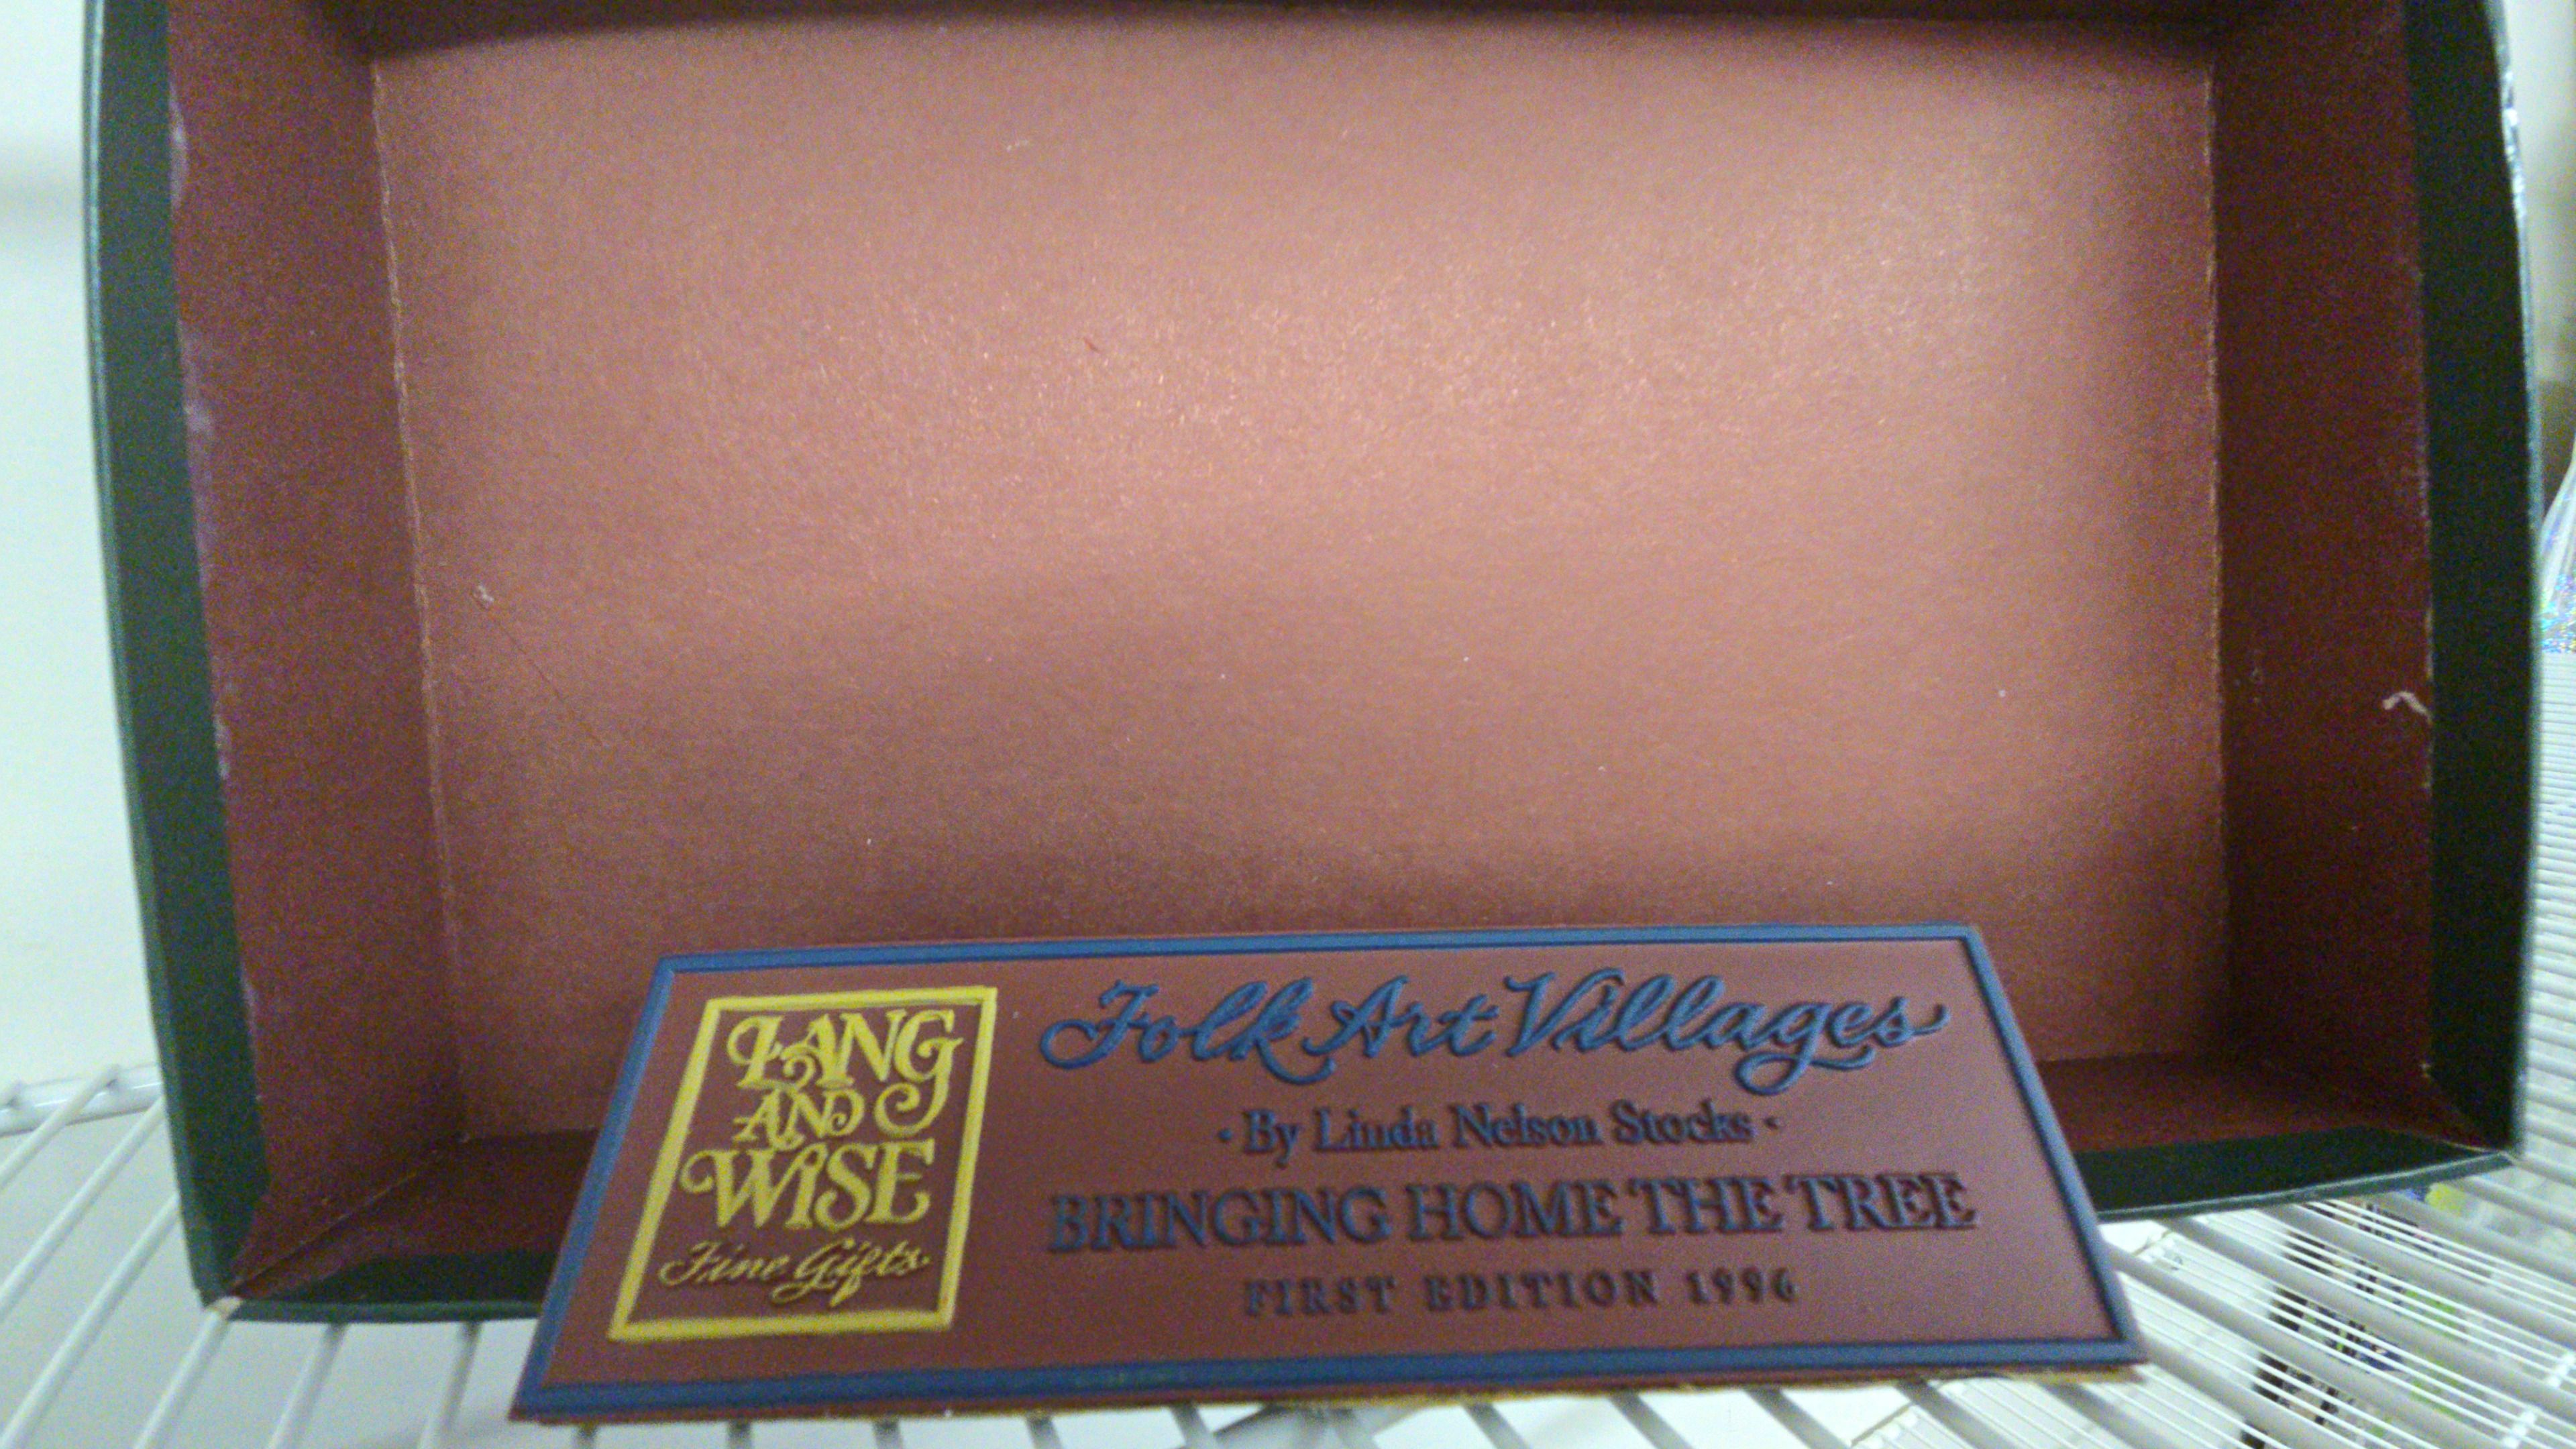 LANG
AND
WISE
Fine Gifts
Folk Art Villages
· By Linda Nelson Stocks ·
BRINGING HOME THE TREE
FIRST EDITION 1996